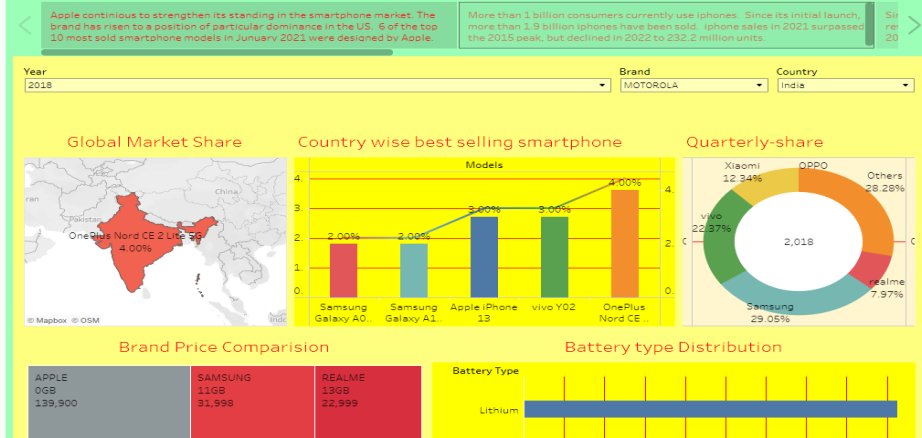 Apple continious to strengthen its standing in the smartphone market. The
brand has risen to a position of particular dominance in the US. 6 of the top
10 most sold smartphone models in Junuary 2021 were designed by Apple.
More than 1 billion consumers currently use iphones. Since its initial launch,
more than 1.9 billion iphones have been sold. iphone sales in 2021 surpassed
the 2015 peak, but declined in 2022 to 232.2 million units.
Year
2018
Brand
MOTOROLA
Country
India
Global Market Share
China
Pakistan
OnePlus Nord CE 2 Lite 5G
4.00%
© Mapbox © OSM
Country wise best selling smartphone
Models
4.
3.
2.
1.
0.
2.00%
2.00%
3.00%
3.00%
4.00%
4.
2.
0.
Samsung
Galaxy A0..
Samsung
Galaxy A1..
Apple iPhone
13
vivo Y02
OnePlus
Nord CE ..
Quarterly-share
Xiaomi
12.34%
OPPO
Others
28.28%
vivo
22.37%
2,018
realme
7.97%
Samsung
29.05%
Brand Price Comparision
APPLE
0GB
139,900
SAMSUNG
11GB
31,998
REALME
13GB
22,999
Battery type Distribution
Battery Type
Lithium